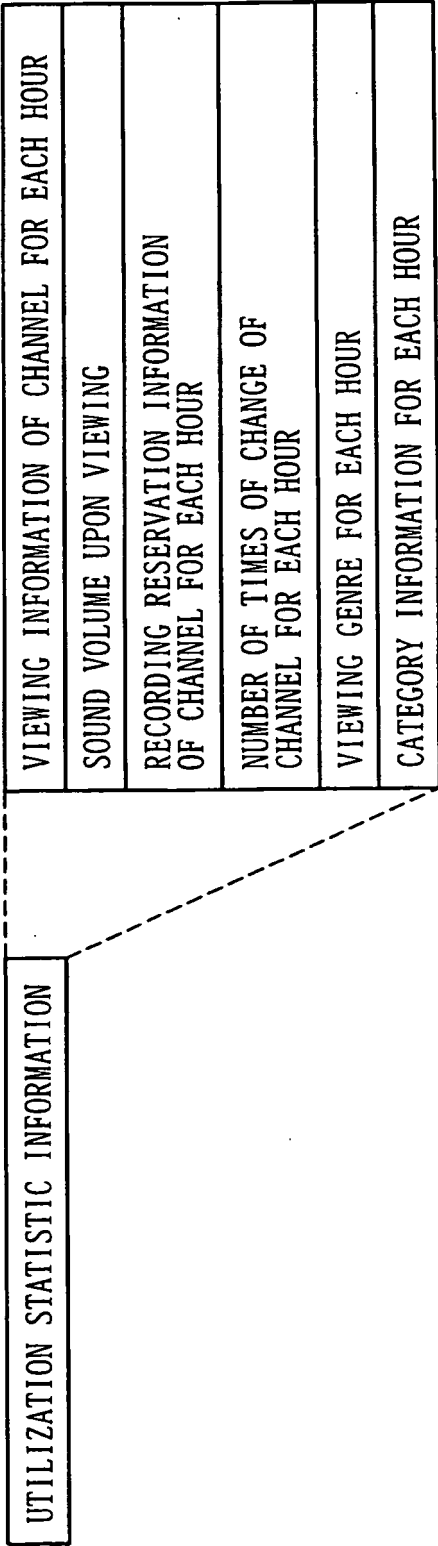 UTILIZATION STATISTIC INFORMATION
VIEWING INFORMATION OF CHANNEL FOR EACH HOUR
SOUND VOLUME UPON VIEWING
RECORDING RESERVATION INFORMATION
OF CHANNEL FOR EACH HOUR
NUMBER OF TIMES OF CHANGE OF
CHANNEL FOR EACH HOUR
VIEWING GENRE FOR EACH HOUR
CATEGORY INFORMATION FOR EACH HOUR